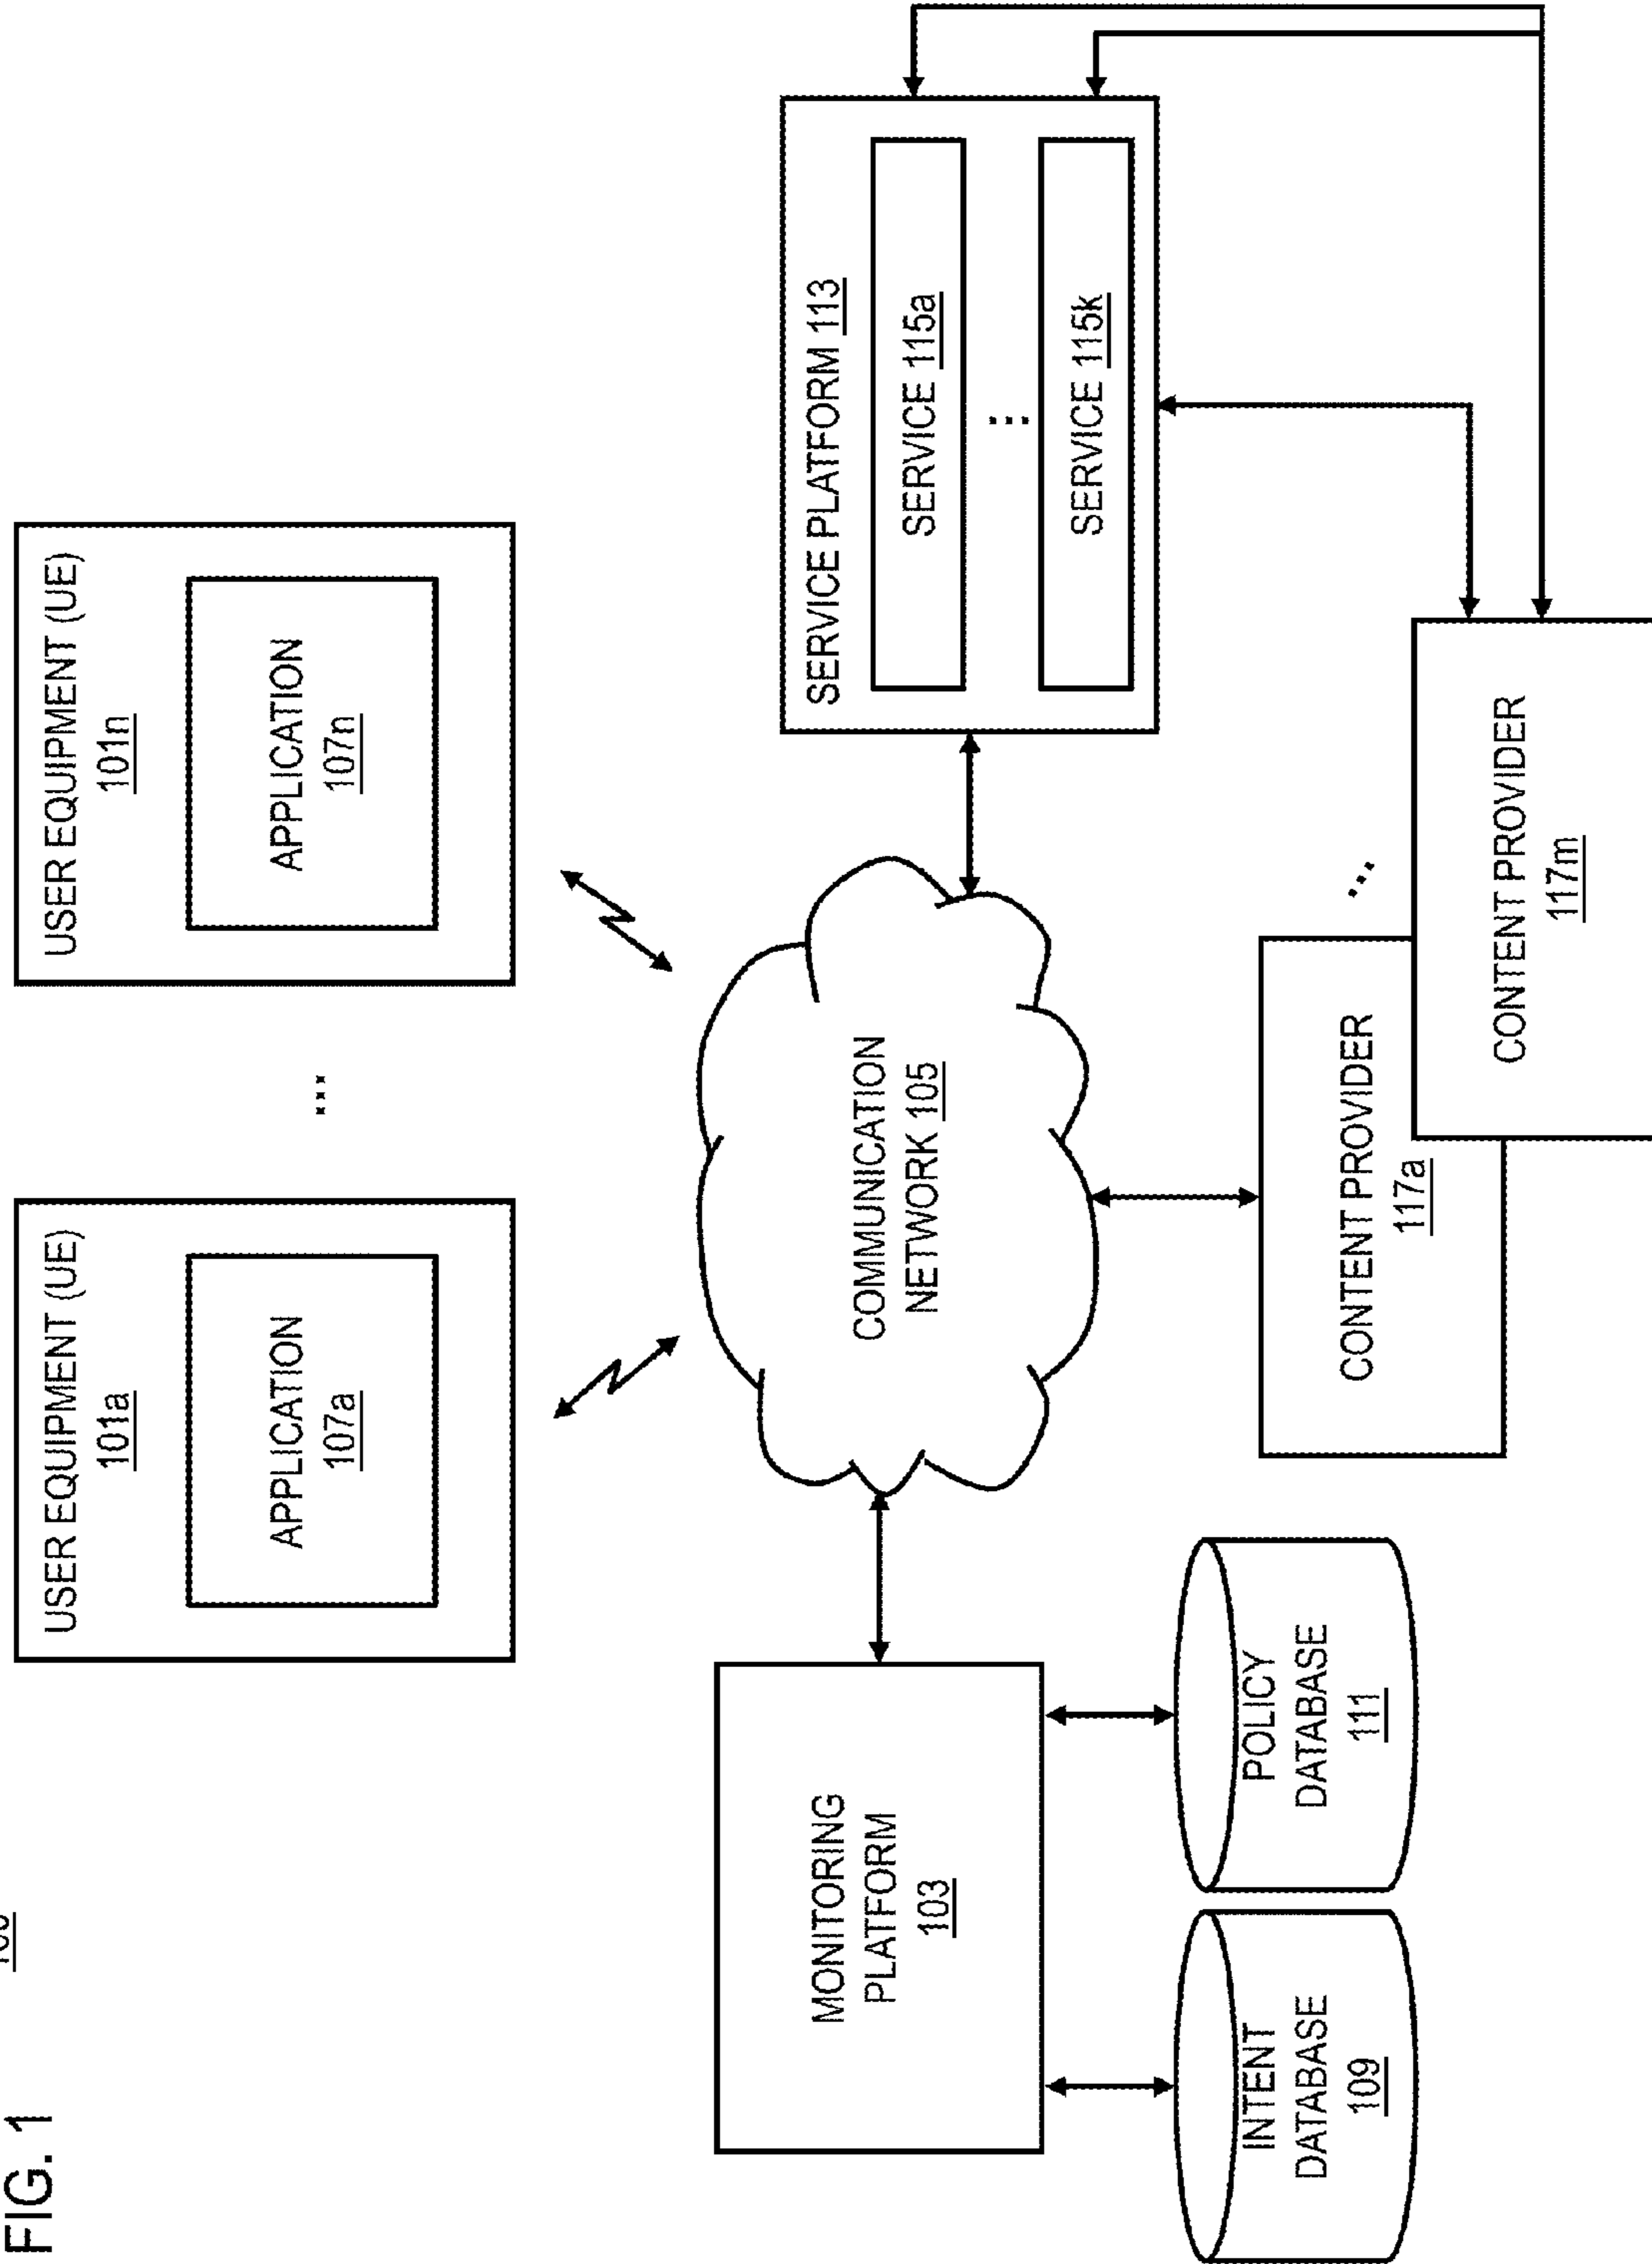 FIG. 1
USER EQUIPMENT (UE)
101a
APPLICATION
107a
...
USER EQUIPMENT (UE)
101n
APPLICATION
107n
MONITORING
PLATFORM
103
COMMUNICATION
NETWORK 105
SERVICE PLATFORM 113
SERVICE 115a
...
SERVICE 115k
INTENT
DATABASE
109
POLICY
DATABASE
111
CONTENT PROVIDER
117a
...
CONTENT PROVIDER
117m